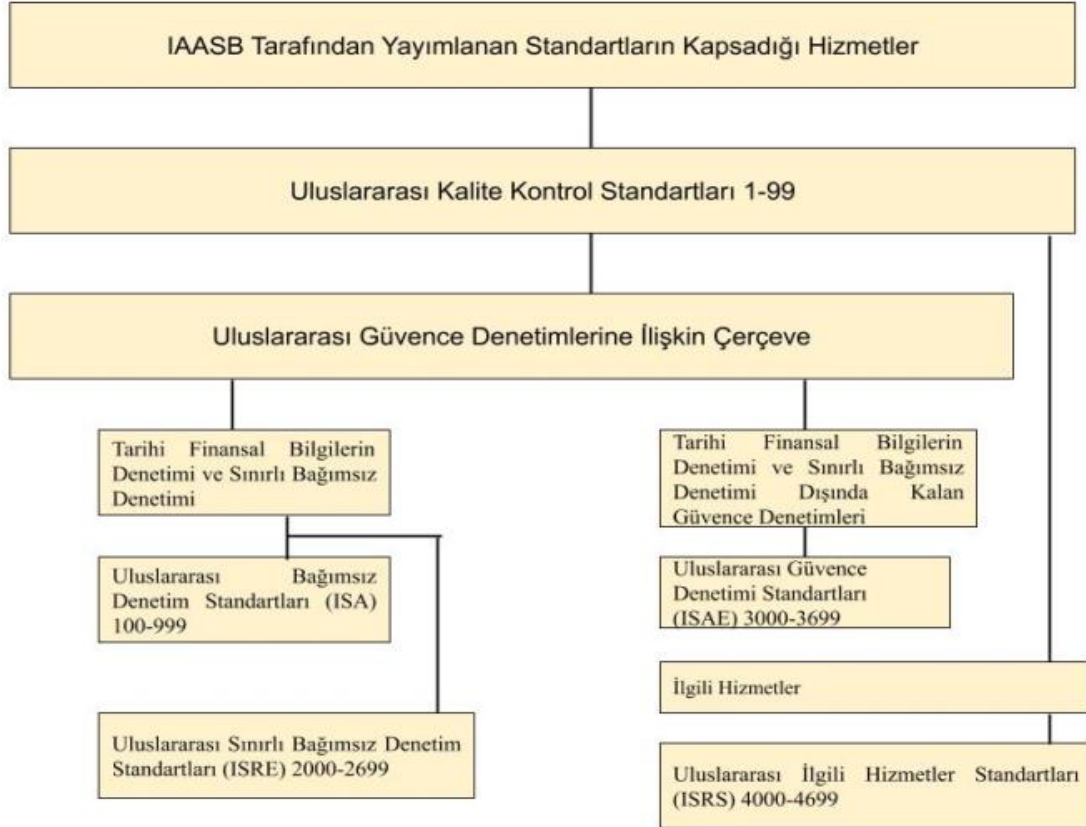 IAASB Tarafından Yayımlanan Standartların Kapsadığı Hizmetler
Uluslararası Kalite Kontrol Standartları 1-99
Uluslararası Güvence Denetimlerine İlişkin Çerçeve
Tarihi Finansal Bilgilerin
Denetimi ve Sınırlı Bağımsız
Denetimi
Uluslararası Bağımsız
Denetim Standartları (ISA)
100-999
Uluslararası Sınırlı Bağımsız Denetim
Standartları (ISRE) 2000-2699
Tarihi Finansal Bilgilerin
Denetimi ve Sınırlı Bağımsız
Denetimi Dışında Kalan
Güvence Denetimleri
Uluslararası Güvence
Denetimi Standartları
(ISAE) 3000-3699
İlgili Hizmetler
Uluslararası İlgili Hizmetler Standartları
(ISRS) 4000-4699